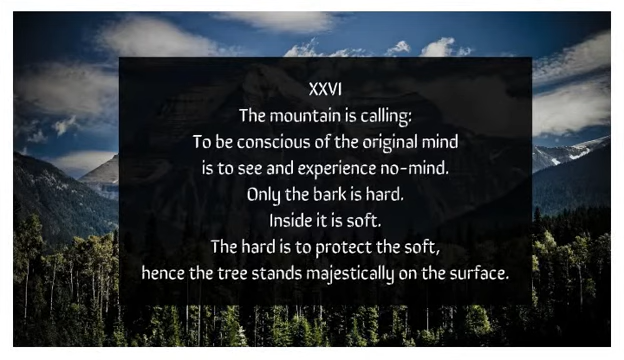 XXVI
The mountain is calling:
To be conscious of the original mind
is to see and experience no-mind.
Only the bark is hard.
Inside it is soft.
The hard is to protect the soft,
hence the tree stands majestically on the surface.